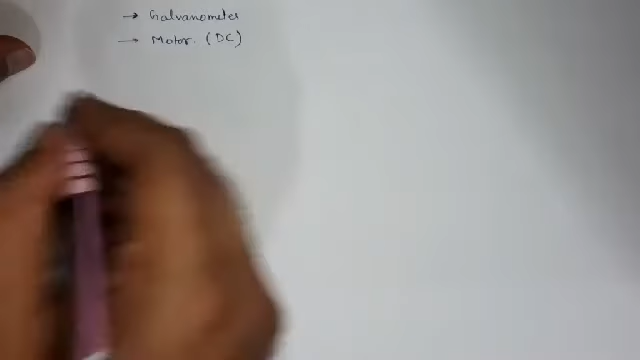 → Galvanometer
→ Motor. (DC)